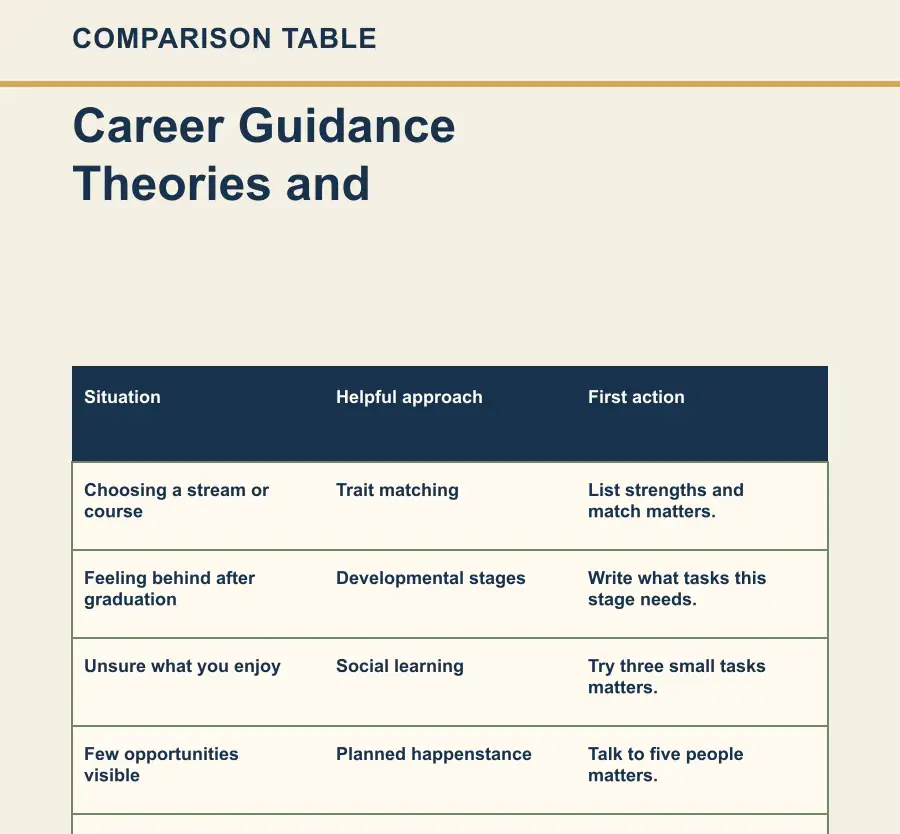 COMPARISON TABLE
Career Guidance
Theories and
Situation
Helpful approach
First action
Choosing a stream or
course
Trait matching
List strengths and
match matters.
Feeling behind after
graduation
Developmental stages
Write what tasks this
stage needs.
Unsure what you enjoy
Social learning
Try three small tasks
matters.
Few opportunities
visible
Planned happenstance
Talk to five people
matters.